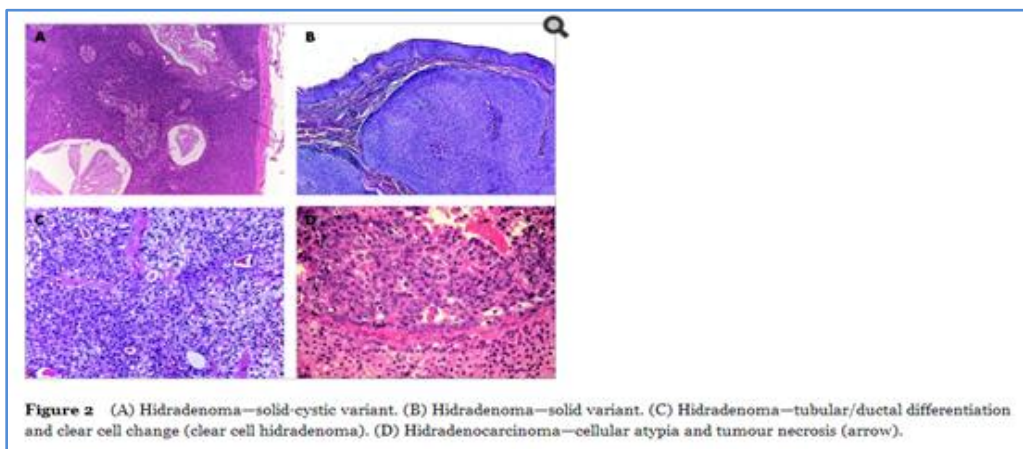 A
B
C
D
Figure 2 (A) Hidradenoma—solid-cystic variant. (B) Hidradenoma—solid variant. (C) Hidradenoma—tubular/ductal differentiation
and clear cell change (clear cell hidradenoma). (D) Hidradenocarcinoma—cellular atypia and tumour necrosis (arrow).